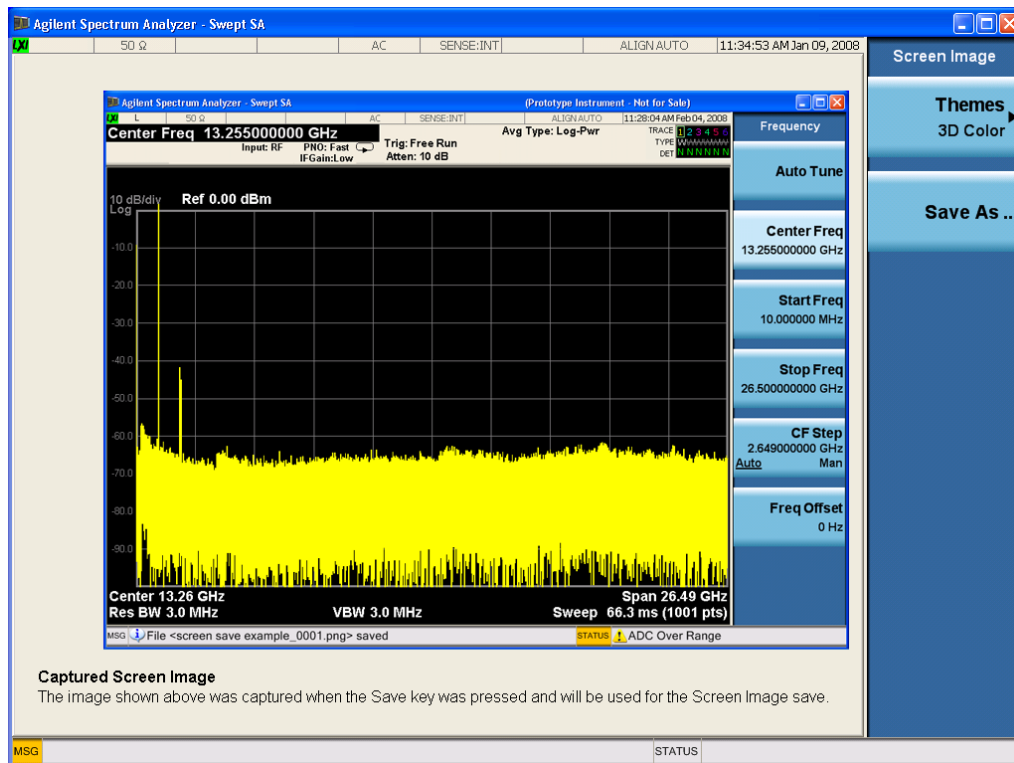 Agilent Spectrum Analyzer - Swept SA
LXI 50 Ω AC SENSE:INT ALIGN AUTO 11:34:53 AM Jan 09, 2008
Screen Image
Themes
3D Color
Save As ..
Agilent Spectrum Analyzer - Swept SA (Prototype Instrument - Not for Sale)
LXI L 50 Ω AC SENSE:INT ALIGN AUTO 11:28:04 AM Feb 04, 2008
Center Freq 13.255000000 GHz
Input: RF PNO: Fast
IFGain:Low
Trig: Free Run
Atten: 10 dB
Avg Type: Log-Pwr
TRACE 1 2 3 4 5 6
TYPE WWWWWWW
DET N N N N N N
Frequency
Auto Tune
Center Freq
13.255000000 GHz
Start Freq
10.000000 MHz
Stop Freq
26.500000000 GHz
CF Step
2.649000000 GHz
Auto Man
Freq Offset
0 Hz
10 dB/div Ref 0.00 dBm
Log
-10.0
-20.0
-30.0
-40.0
-50.0
-60.0
-70.0
-80.0
-90.0
Center 13.26 GHz Span 26.49 GHz
Res BW 3.0 MHz VBW 3.0 MHz Sweep 66.3 ms (1001 pts)
MSG File <screen save example_0001.png> saved STATUS ADC Over Range
Captured Screen Image
The image shown above was captured when the Save key was pressed and will be used for the Screen Image save.
MSG STATUS